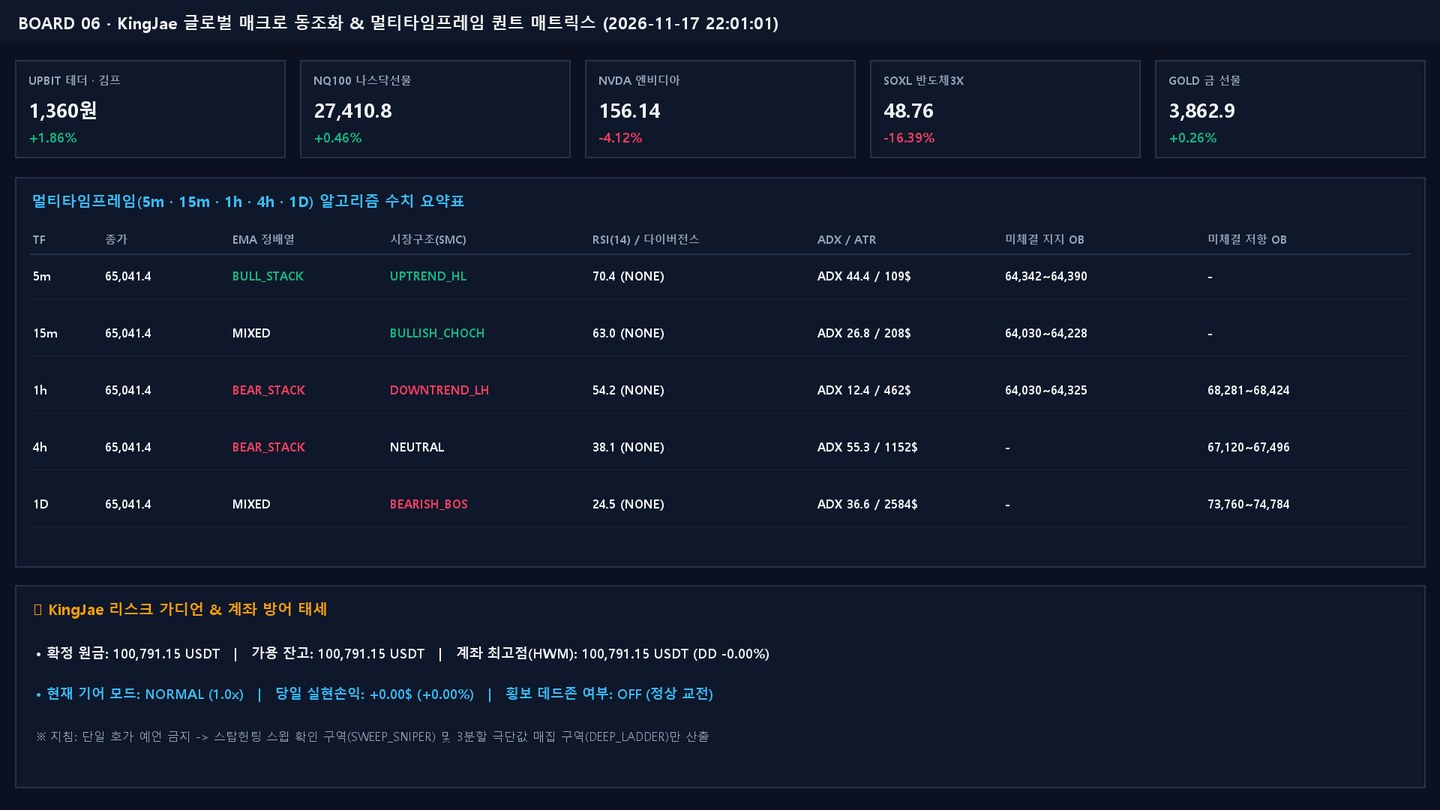 BOARD 06 · KingJae 글로벌 매크로 동조화 & 멀티타임프레임 퀀트 매트릭스 (2026-11-17 22:01:01)
UPBIT 테더 · 김프 NQ100 나스닥선물 NVDA 엔비디아 SOXL 반도체3X GOLD 금 선물
1,360원 27,410.8 156.14 48.76 3,862.9
+1.86% +0.46% -4.12% -16.39% +0.26%
멀티타임프레임(5m · 15m · 1h · 4h · 1D) 알고리즘 수치 요약표
TF 종가 EMA 정배열 시장구조(SMC) RSI(14) / 다이버전스 ADX / ATR 미체결 지지 OB 미체결 저항 OB
5m 65,041.4 BULL_STACK UPTREND_HL 70.4 (NONE) ADX 44.4 / 109$ 64,342~64,390 -
15m 65,041.4 MIXED BULLISH_CHOCH 63.0 (NONE) ADX 26.8 / 208$ 64,030~64,228 -
1h 65,041.4 BEAR_STACK DOWNTREND_LH 54.2 (NONE) ADX 12.4 / 462$ 64,030~64,325 68,281~68,424
4h 65,041.4 BEAR_STACK NEUTRAL 38.1 (NONE) ADX 55.3 / 1152$ - 67,120~67,496
1D 65,041.4 MIXED BEARISH_BOS 24.5 (NONE) ADX 36.6 / 2584$ - 73,760~74,784
KingJae 리스크 가디언 & 계좌 방어 태세
• 확정 원금: 100,791.15 USDT | 가용 잔고: 100,791.15 USDT | 계좌 최고점(HWM): 100,791.15 USDT (DD -0.00%)
• 현재 기어 모드: NORMAL (1.0x) | 당일 실현손익: +0.00$ (+0.00%) | 횡보 데드존 여부: OFF (정상 교전)
※ 지침: 단일 호가 예언 금지 -> 스탑헌팅 스윕 확인 구역(SWEEP_SNIPER) 및 3분할 극단값 매집 구역(DEEP_LADDER)만 산출